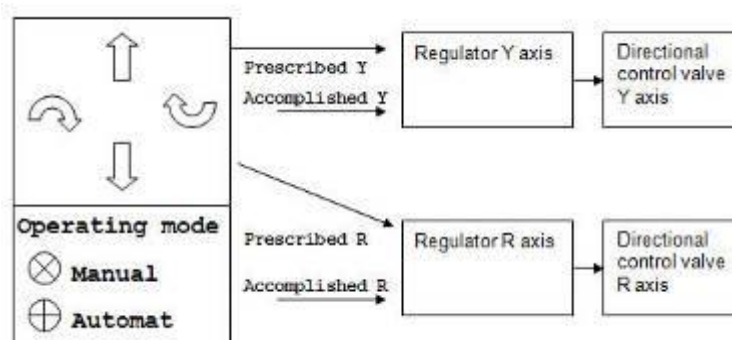 Operating mode
Manual
Automat
Prescribed Y
Accomplished Y
Regulator Y axis
Directional
control valve
Y axis
Prescribed R
Accomplished R
Regulator R axis
Directional
control valve
R axis